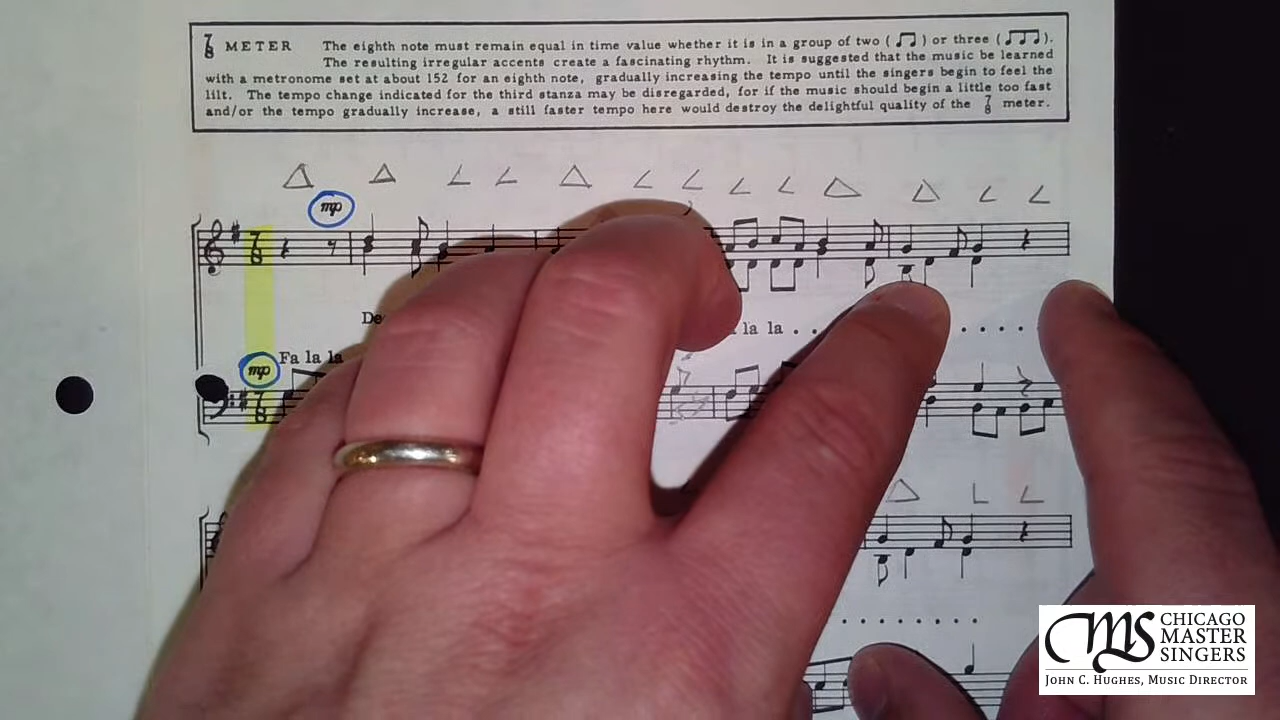 7/8 METER The eighth note must remain equal in time value whether it is in a group of two ( ♫ ) or three ( ♫♪ ).
The resulting irregular accents create a fascinating rhythm. It is suggested that the music be learned
with a metronome set at about 152 for an eighth note, gradually increasing the tempo until the singers begin to feel the
lilt. The tempo change indicated for the third stanza may be disregarded, for if the music should begin a little too fast
and/or the tempo gradually increase, a still faster tempo here would destroy the delightful quality of the 7/8 meter.
mp
7 8
la la . . . . . . .
Fa la la
mp
7 8
. . . . . . . .
CMS CHICAGO
MASTER
SINGERS
JOHN C. HUGHES, MUSIC DIRECTOR